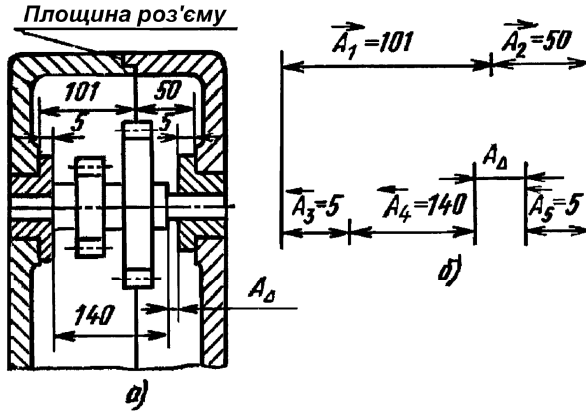 Площина роз'єму
101
50
5
5
140
A_Δ
а)
A₁=101
A₂=50
A_Δ
A₃=5
A₄=140
A₅=5
б)